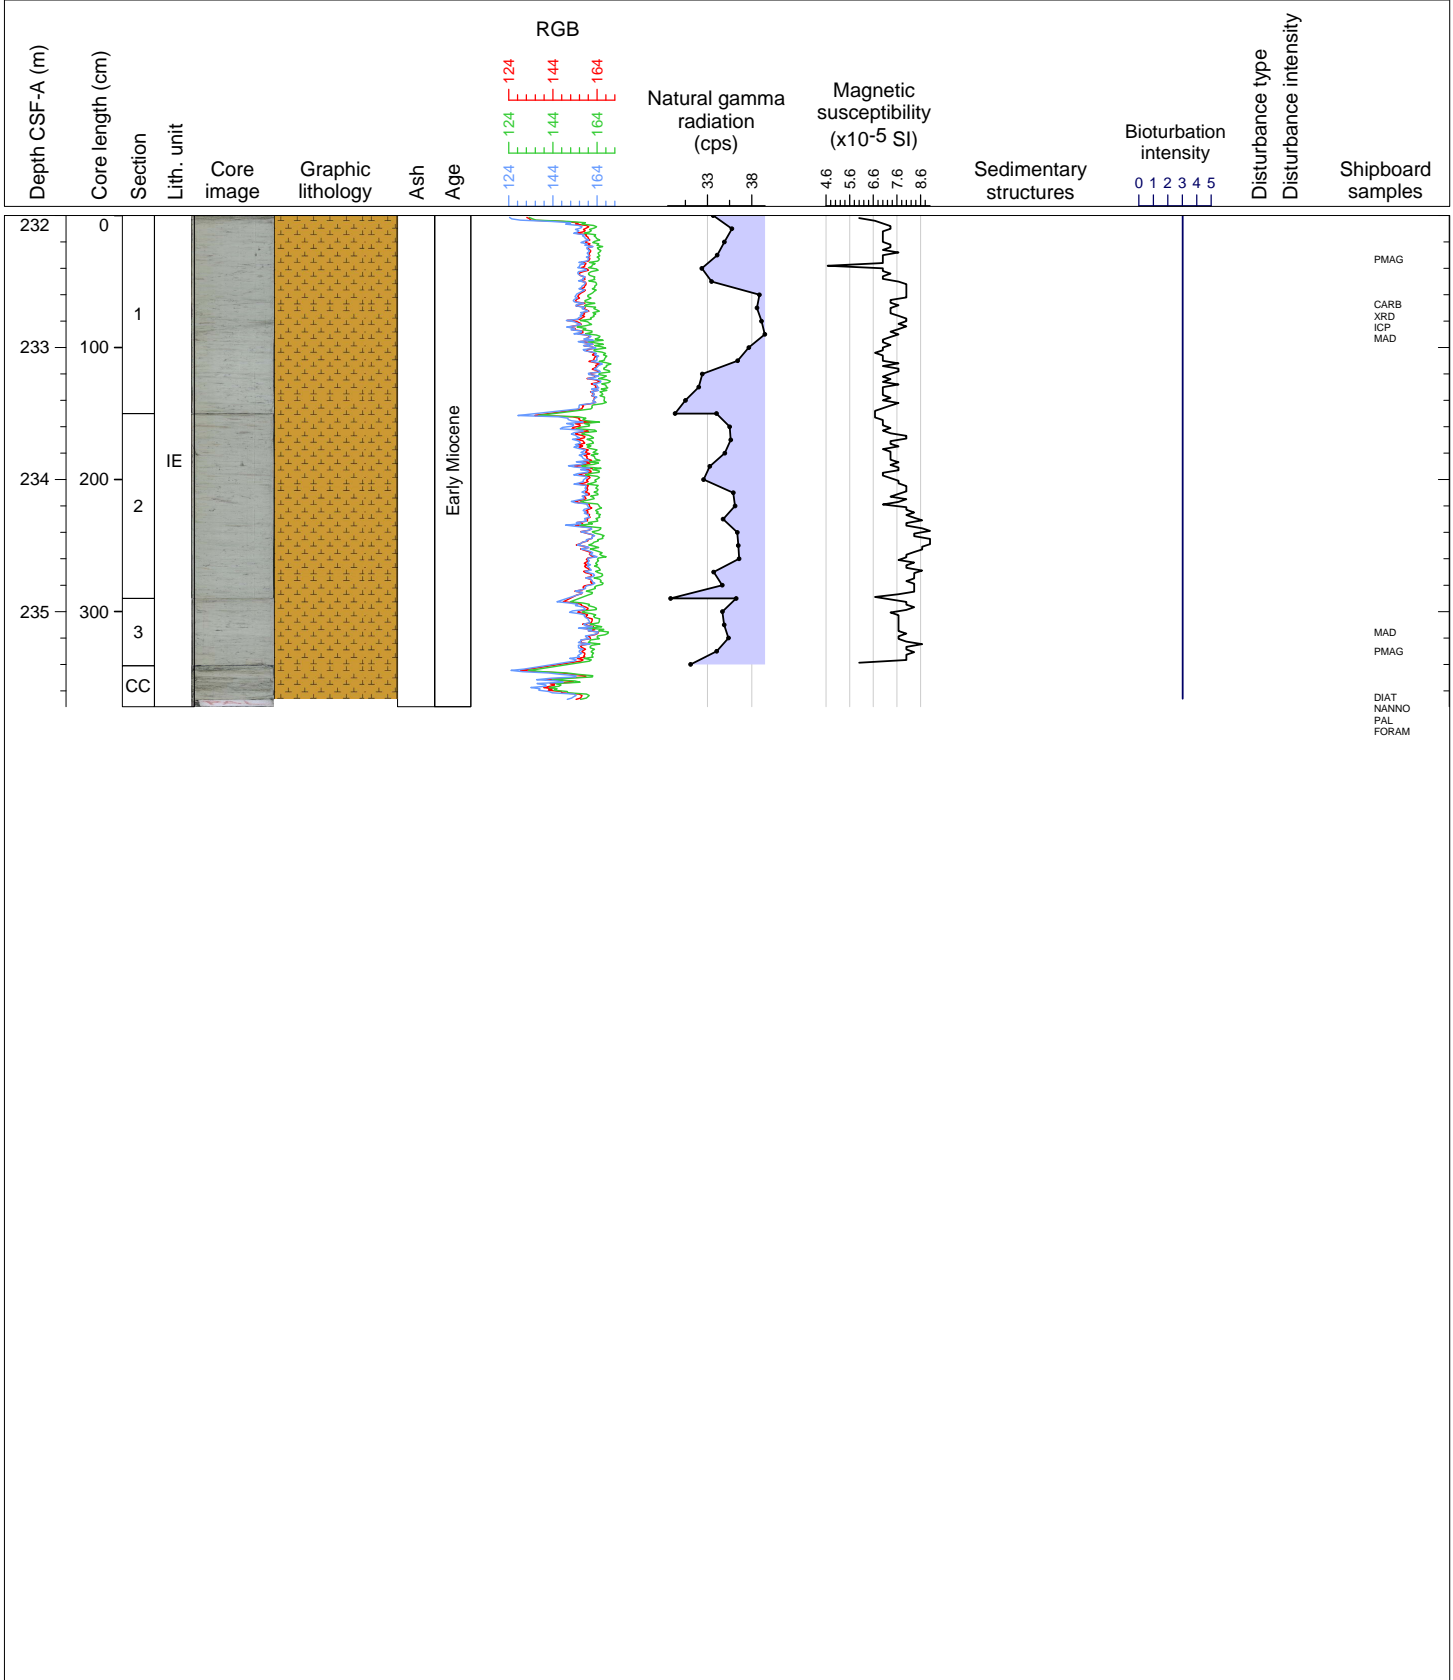 Depth CSF-A (m)
Core length (cm)
Section
Lith. unit
Core
image
Graphic
lithology
Ash
Age
RGB
124 144 164
124 144 164
124 144 164
Natural gamma
radiation
(cps)
33 38
Magnetic
susceptibility
(x10-5 SI)
4.6 5.6 6.6 7.6 8.6
Sedimentary
structures
Bioturbation
intensity
0 1 2 3 4 5
Disturbance type
Disturbance intensity
Shipboard
samples
232
233
234
235
0
100
200
300
1
2
3
CC
IE
Early Miocene
PMAG
CARB
XRD
ICP
MAD
MAD
PMAG
DIAT
NANNO
PAL
FORAM